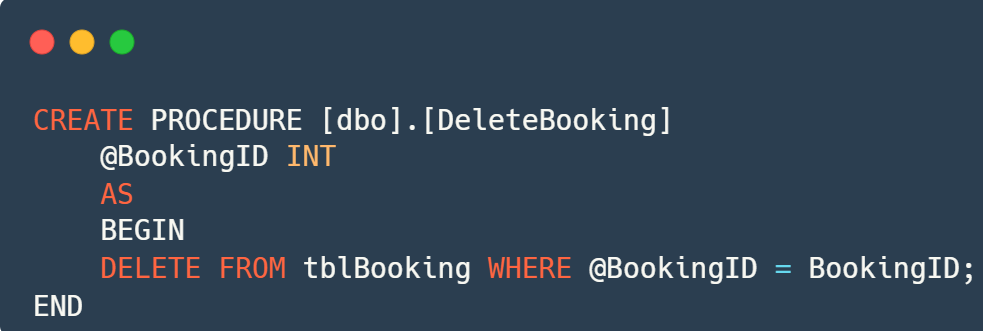 CREATE PROCEDURE [dbo].[DeleteBooking]
    @BookingID INT
    AS
    BEGIN
    DELETE FROM tblBooking WHERE @BookingID = BookingID;
END